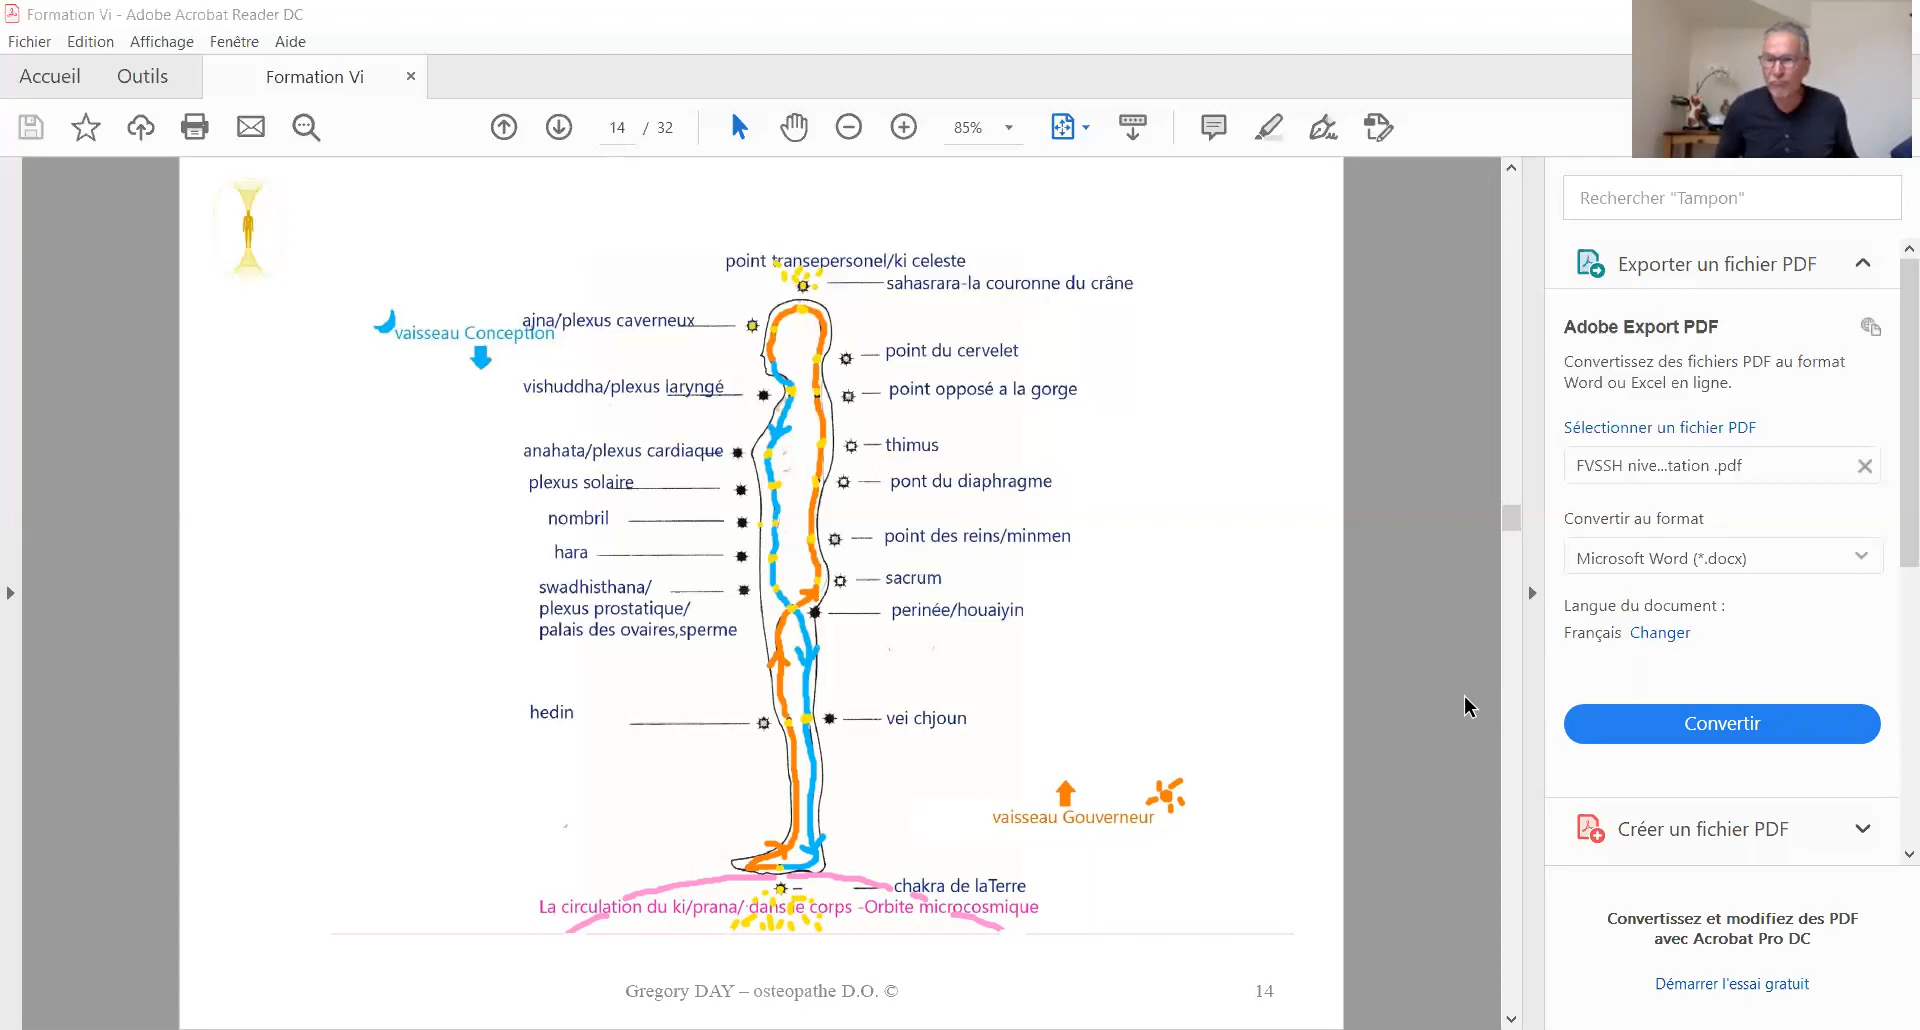 Formation Vi - Adobe Acrobat Reader DC
Fichier Edition Affichage Fenêtre Aide
Accueil Outils Formation Vi ×
14 / 32 85%
Rechercher "Tampon"
Exporter un fichier PDF
Adobe Export PDF
Convertissez des fichiers PDF au format
Word ou Excel en ligne.
Sélectionner un fichier PDF
FVSSH nive...tation .pdf
Convertir au format
Microsoft Word (*.docx)
Langue du document :
Français Changer
Convertir
Créer un fichier PDF
Convertissez et modifiez des PDF
avec Acrobat Pro DC
Démarrer l'essai gratuit
point transepersonel/ki celeste
sahasrara-la couronne du crâne
ajna/plexus caverneux
vaisseau Conception
point du cervelet
vishuddha/plexus laryngé
point opposé a la gorge
anahata/plexus cardiaque
thimus
plexus solaire
pont du diaphragme
nombril
point des reins/minmen
hara
sacrum
swadhisthana/
plexus prostatique/
palais des ovaires,sperme
perinée/houaiyin
hedin
vei chjoun
vaisseau Gouverneur
chakra de laTerre
La circulation du ki/prana/ dans le corps -Orbite microcosmique
Gregory DAY – osteopathe D.O. ©
14